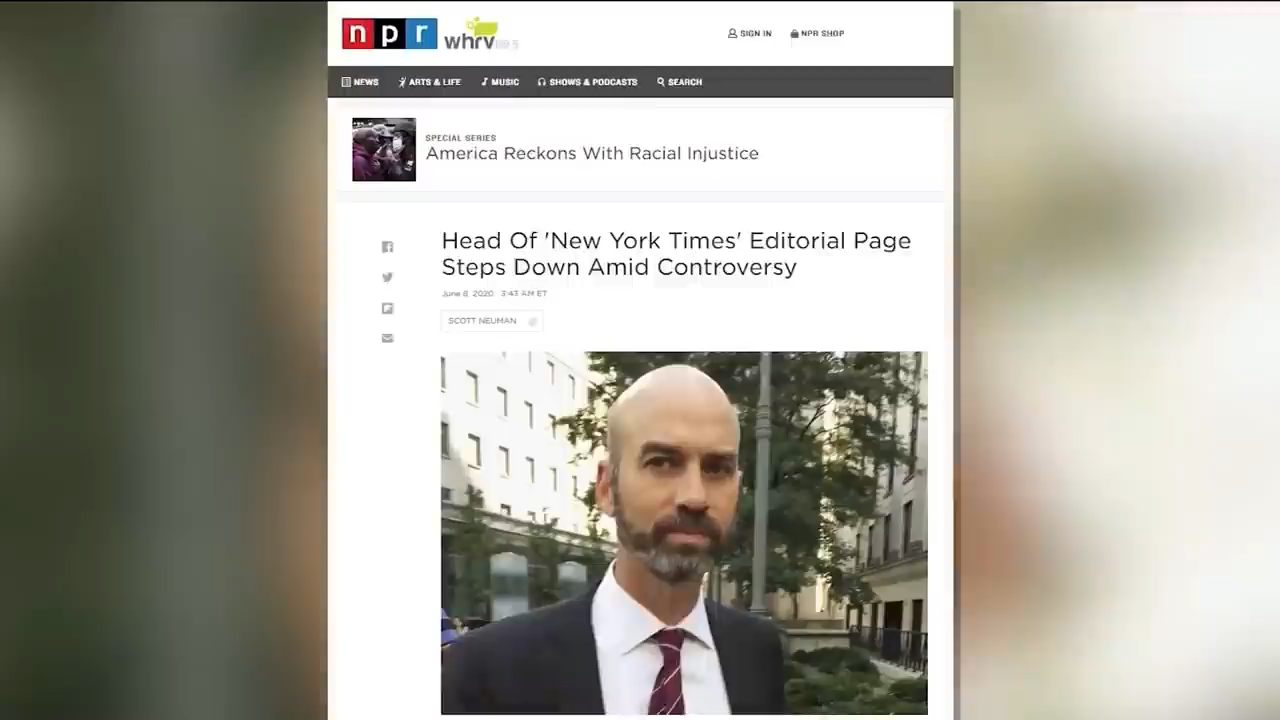 npr whrv 89.5
SIGN IN NPR SHOP
NEWS ARTS & LIFE MUSIC SHOWS & PODCASTS SEARCH
SPECIAL SERIES
America Reckons With Racial Injustice
Head Of 'New York Times' Editorial Page
Steps Down Amid Controversy
June 8, 2020 3:43 AM ET
SCOTT NEUMAN